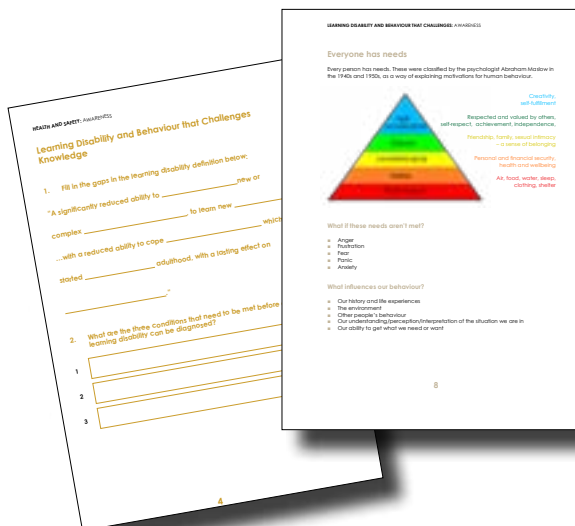 HEALTH AND SAFETY: AWARENESS
Learning Disability and Behaviour that Challenges
Knowledge
1. Fill in the gaps in the learning disability definition below:
"A significantly reduced ability to new or
complex to learn new
...with a reduced ability to cope which
started adulthood, with a lasting effect on
."
2. What are the three conditions that need to be met before
learning disability can be diagnosed?
1
2
3
4
LEARNING DISABILITY AND BEHAVIOUR THAT CHALLENGES: AWARENESS
Everyone has needs
Every person has needs. These were classified by the psychologist Abraham Maslow in
the 1940s and 1950s, as a way of explaining motivations for human behaviour.
Creativity,
self-fulfilment
Respected and valued by others,
self-respect, achievement, independence,
Friendship, family, sexual intimacy
– a sense of belonging
Personal and financial security,
health and wellbeing
Air, food, water, sleep,
clothing, shelter
What if these needs aren't met?
Anger
Frustration
Fear
Panic
Anxiety
What influences our behaviour?
Our history and life experiences
The environment
Other people's behaviour
Our understanding/perception/interpretation of the situation we are in
Our ability to get what we need or want
8